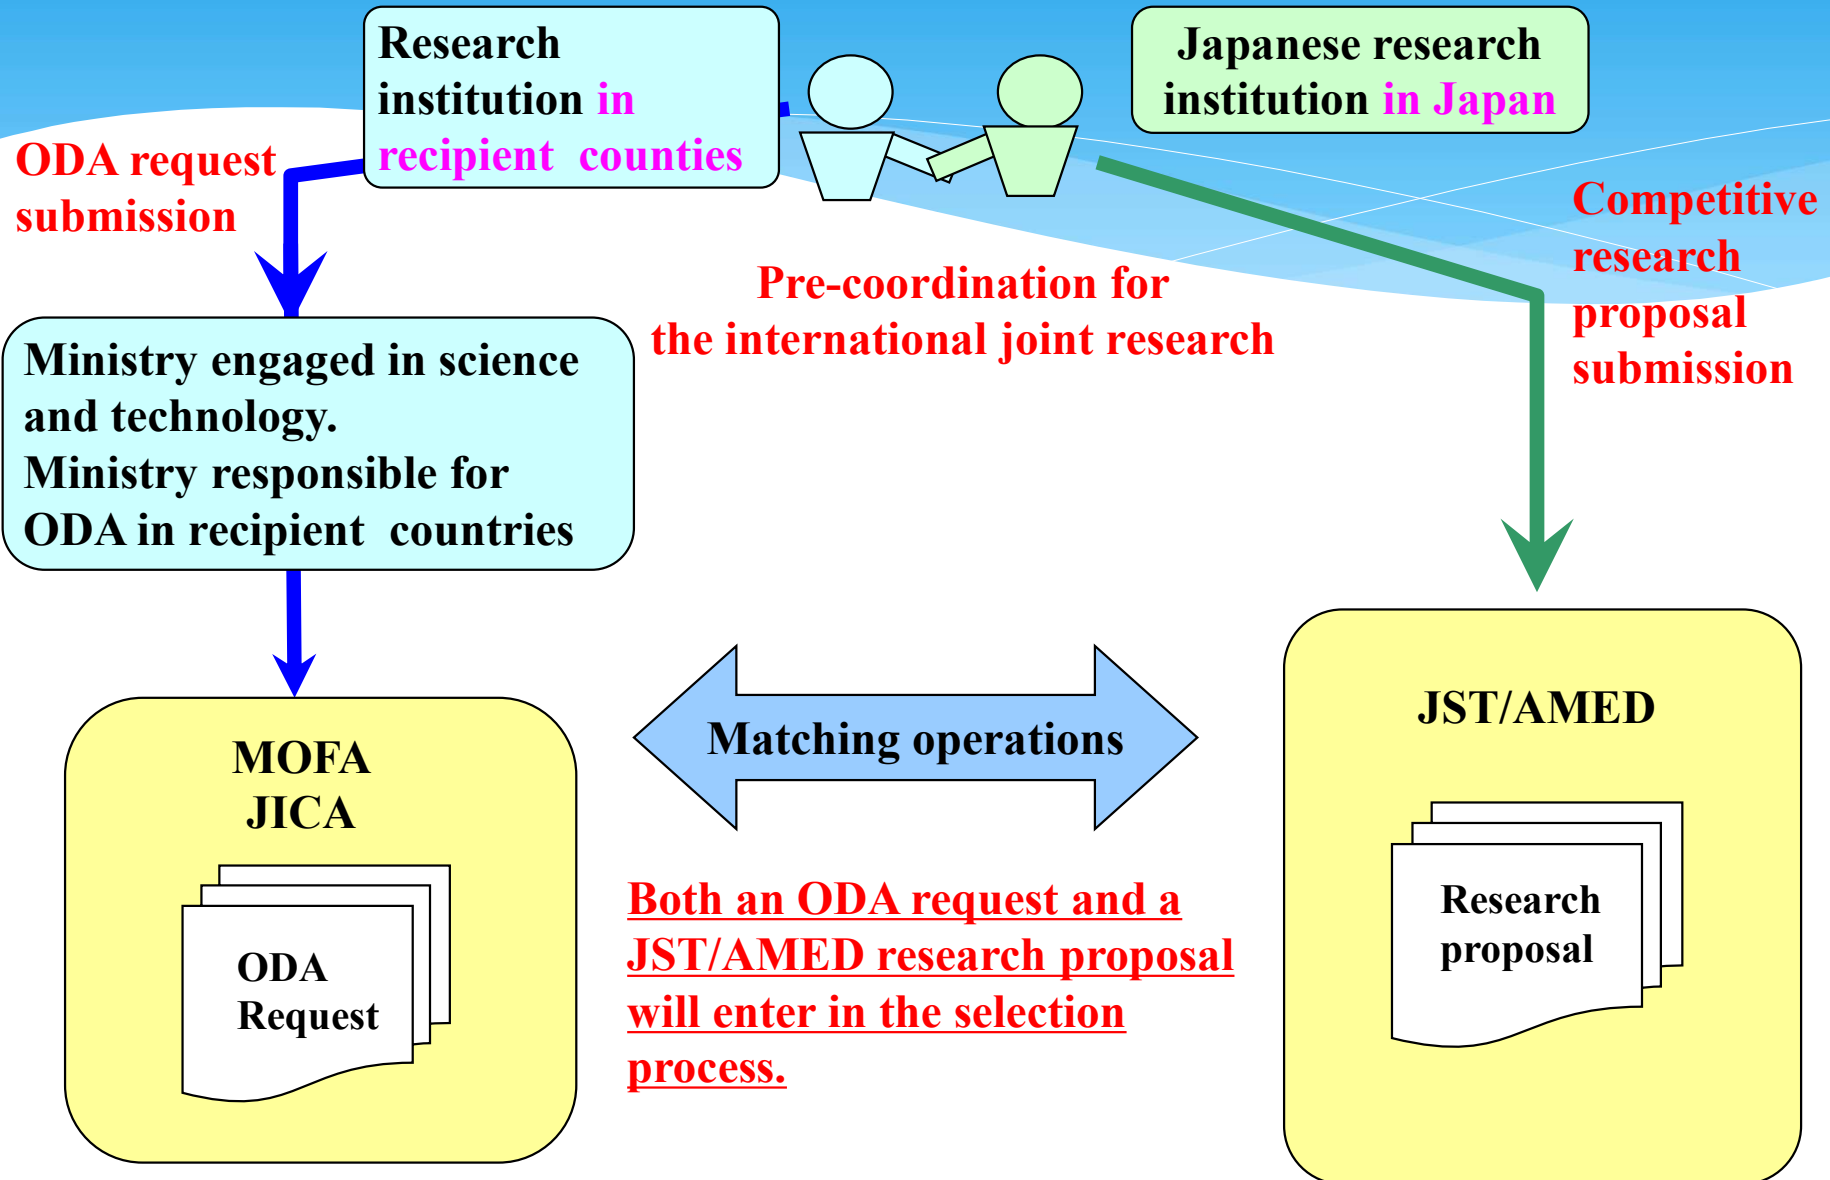 Research
institution in
recipient  counties
Japanese research
institution in Japan
ODA request
submission
Competitive
research
proposal
submission
Pre-coordination for
the international joint research
Ministry engaged in science
and technology.
Ministry responsible for
ODA in recipient  countries
MOFA
JICA
ODA
Request
Matching operations
Both an ODA request and a
JST/AMED research proposal
will enter in the selection
process.
JST/AMED
Research
proposal